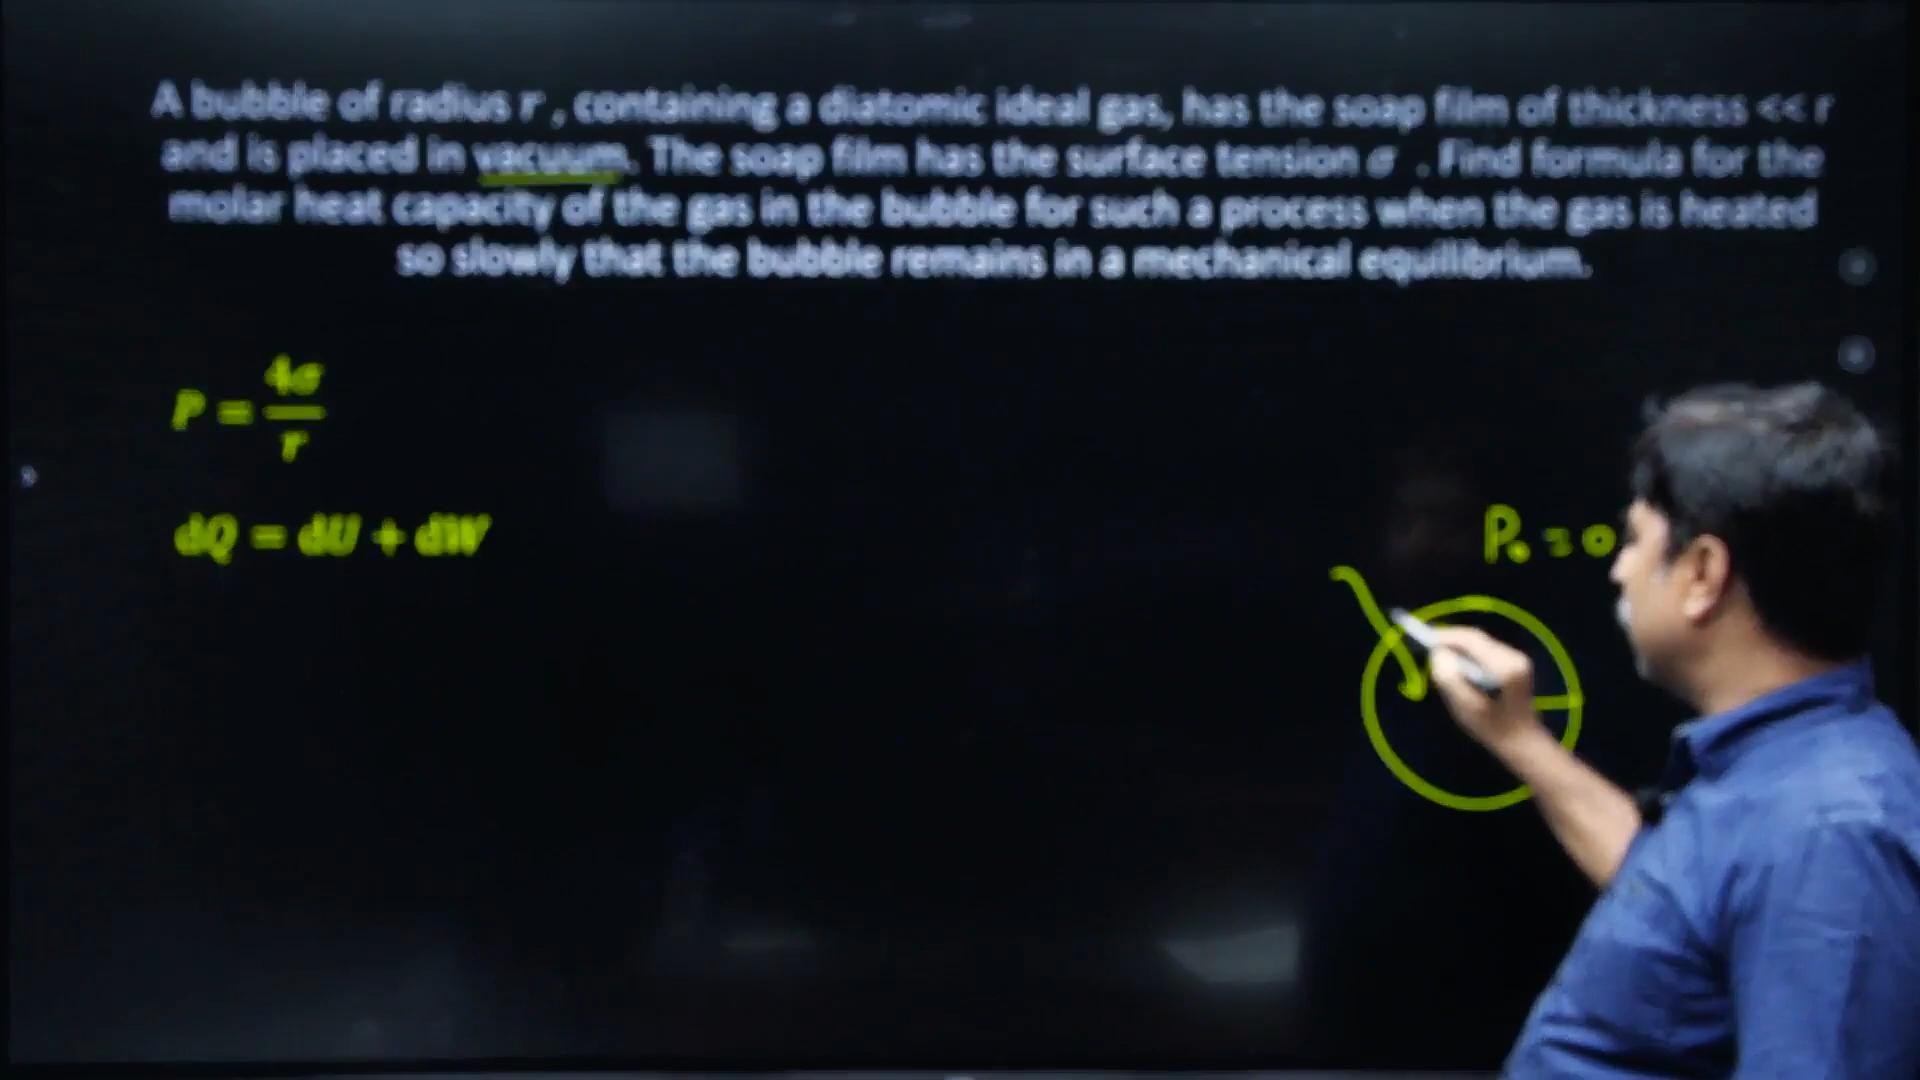 A bubble of radius r , containing a diatomic ideal gas, has the soap film of thickness << r
and is placed in vacuum. The soap film has the surface tension σ . Find formula for the
molar heat capacity of the gas in the bubble for such a process when the gas is heated
so slowly that the bubble remains in a mechanical equilibrium.
P = 4σ/r
dQ = dU + dW
P₀ = 0